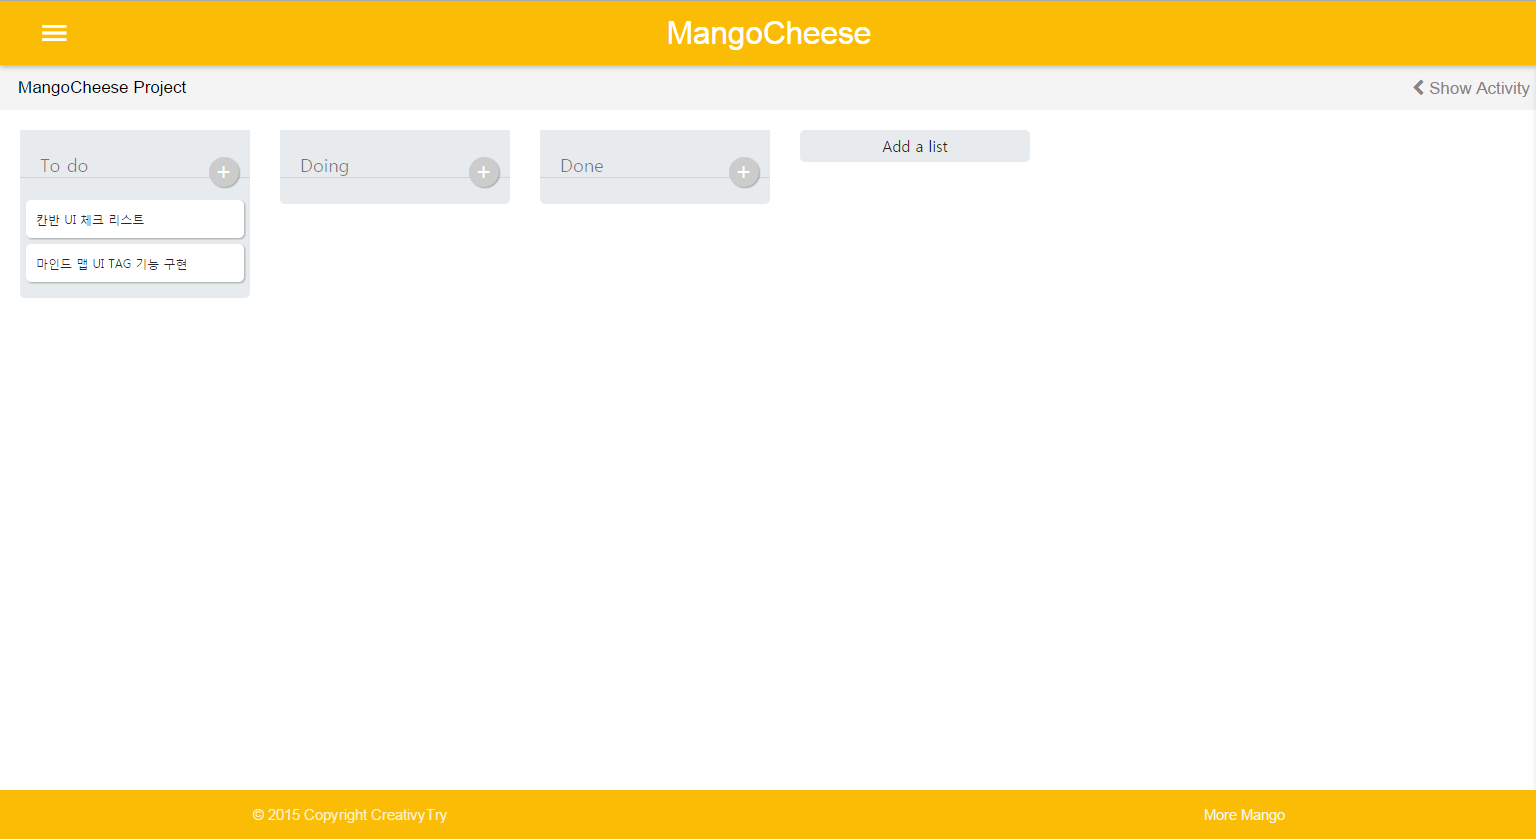 MangoCheese
MangoCheese Project
Show Activity
To do
Doing
Done
Add a list
칸반 UI 체크 리스트
마인드 맵 UI TAG 기능 구현
© 2015 Copyright CreativyTry
More Mango